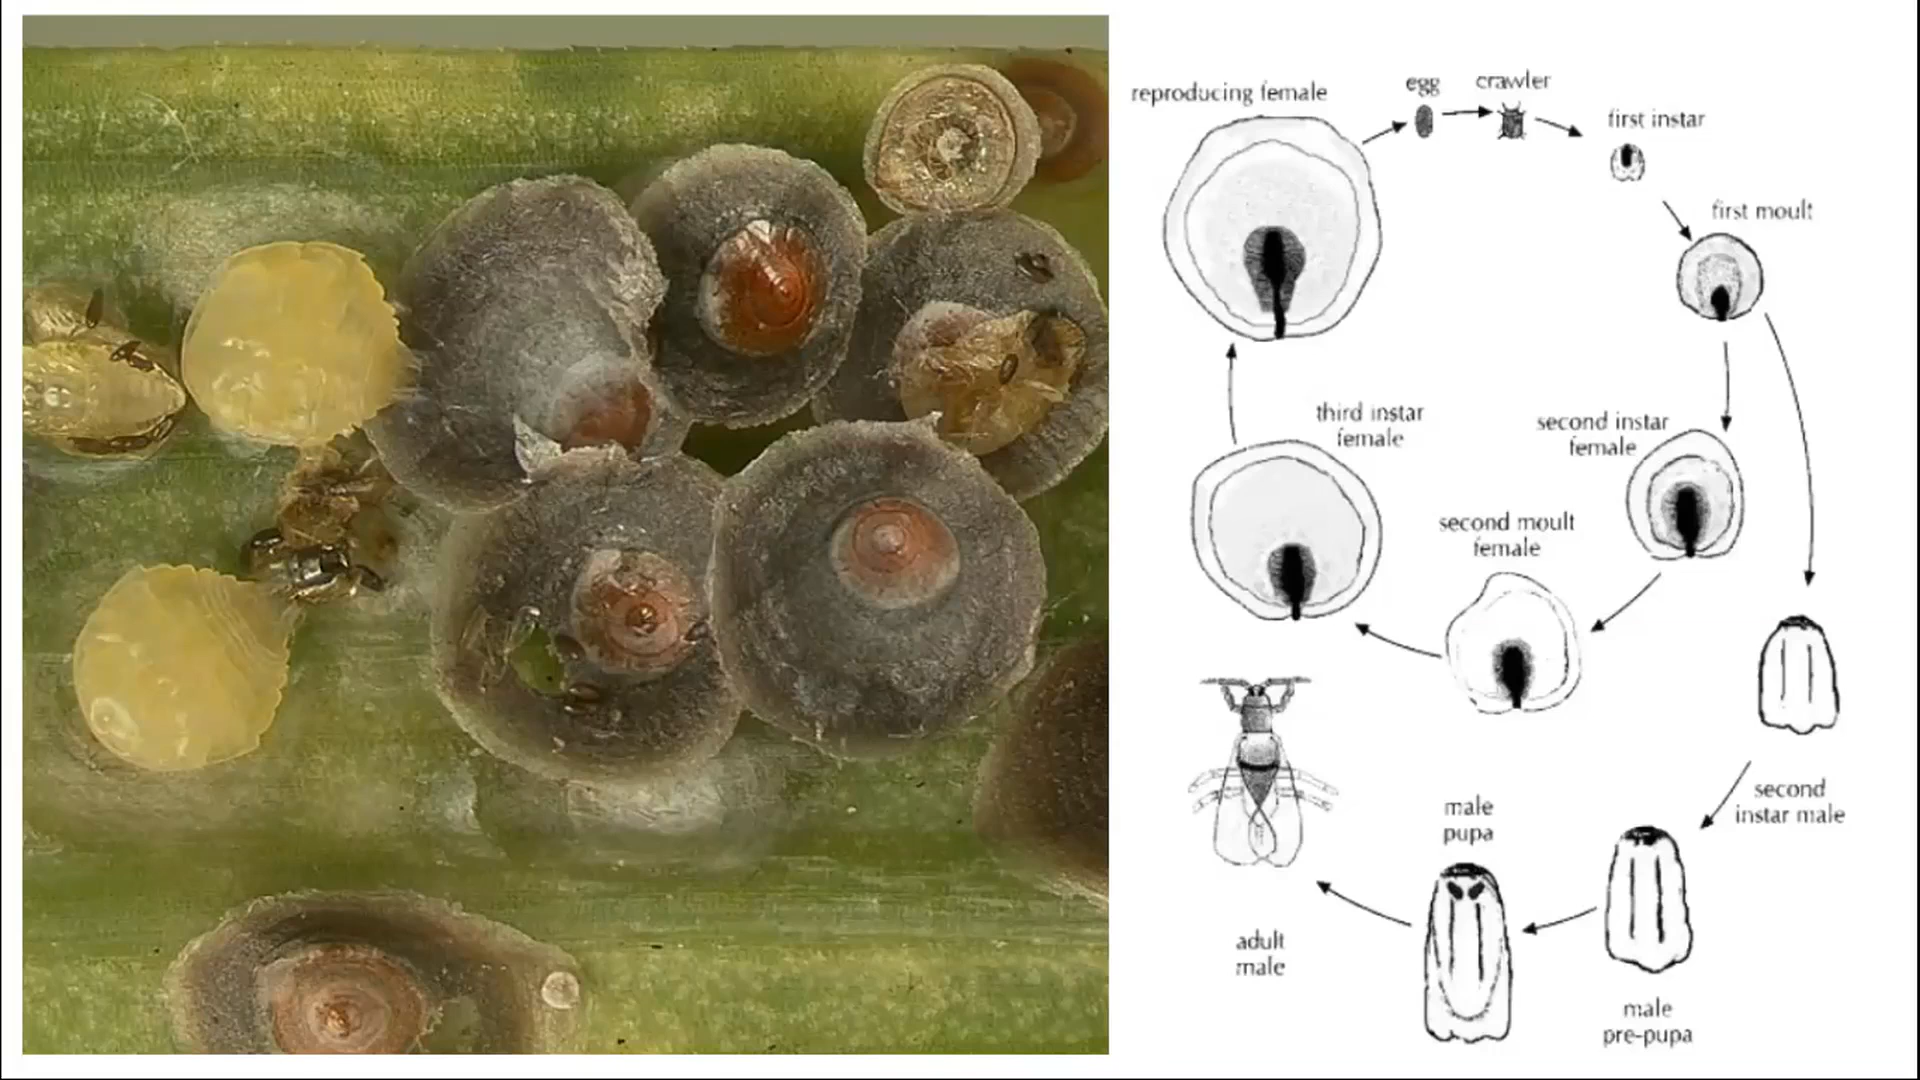 reproducing female
egg
crawler
first instar
first moult
third instar
female
second instar
female
second moult
female
second
instar male
male
pupa
adult
male
male
pre-pupa